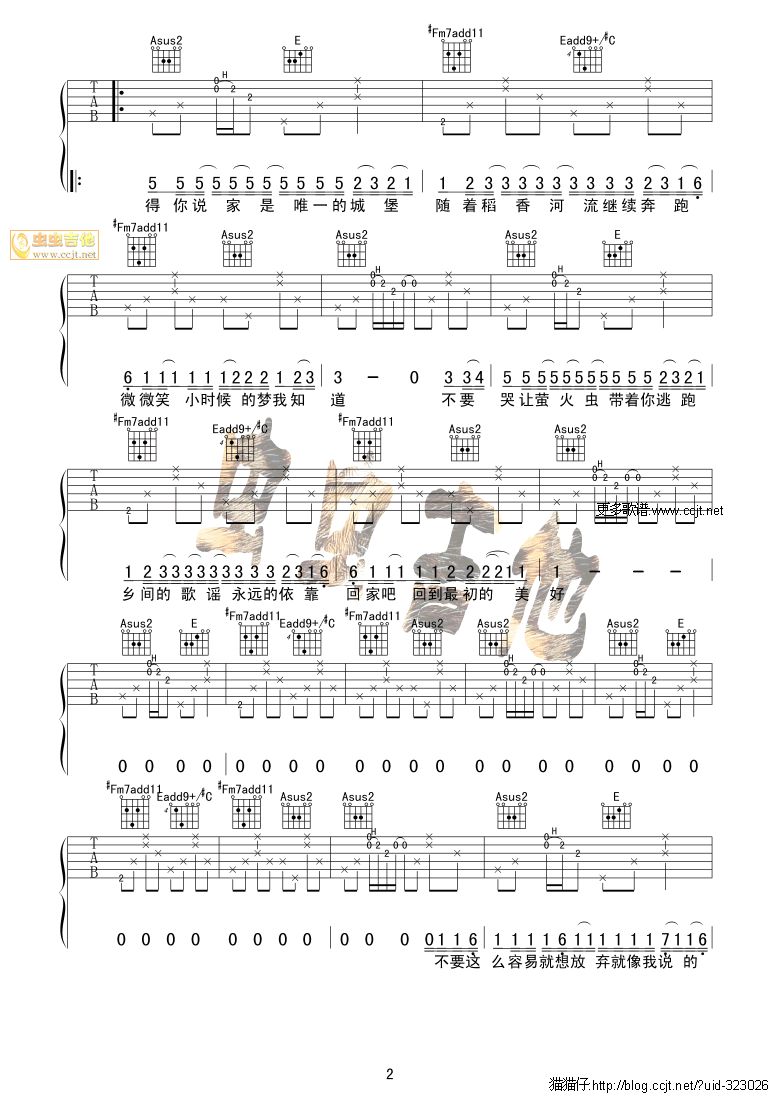 Asus2 E #Fm7add11 Eadd9+/#C
T A B
5 5 5 5 5 5 5 5 5 5 2 3 2 1 1 2 3 3 3 3 3 3 3 3 2 3 1 6
得 你说 家 是 唯一的城 堡 随 着稻 香 河 流继续奔 跑
虫虫吉他
www.ccjt.net
#Fm7add11 Asus2 Asus2 Asus2 E
T A B
6 1 1 1 1 1 2 2 2 1 2 3 3 – 0 3 3 4 5 5 5 5 5 5 5 5 5 2 3 2 1
微微笑 小时候 的梦我知 道 不要 哭让萤 火虫 带着你逃跑
#Fm7add11 Eadd9+/#C #Fm7add11 Asus2 Asus2
T A B
更多歌谱:www.ccjt.net
1 2 3 3 3 3 3 3 3 2 3 1 6 6 1 1 1 1 1 2 2 2 2 1 1 1 – – –
乡间的 歌谣 永远的依 靠 回家吧 回到最初的 美 好
虫虫吉他
Asus2 E #Fm7add11 Eadd9+/#C #Fm7add11 Asus2 Asus2 Asus2 E
T A B
0 0 0 0 0 0 0 0 0 0 0 0 0 0 0 0 0 0 0 0
#Fm7add11 Eadd9+/#C #Fm7add11 Asus2 Asus2 Asus2 E
T A B
0 0 0 0 0 0 0 0 0 0 0 0 1 1 6 1 1 1 1 6 1 1 1 1 1 7 1 1 6
不要这 么容易就想放 弃就像我说 的
2
猫猫仔:http://blog.ccjt.net/?uid-323026